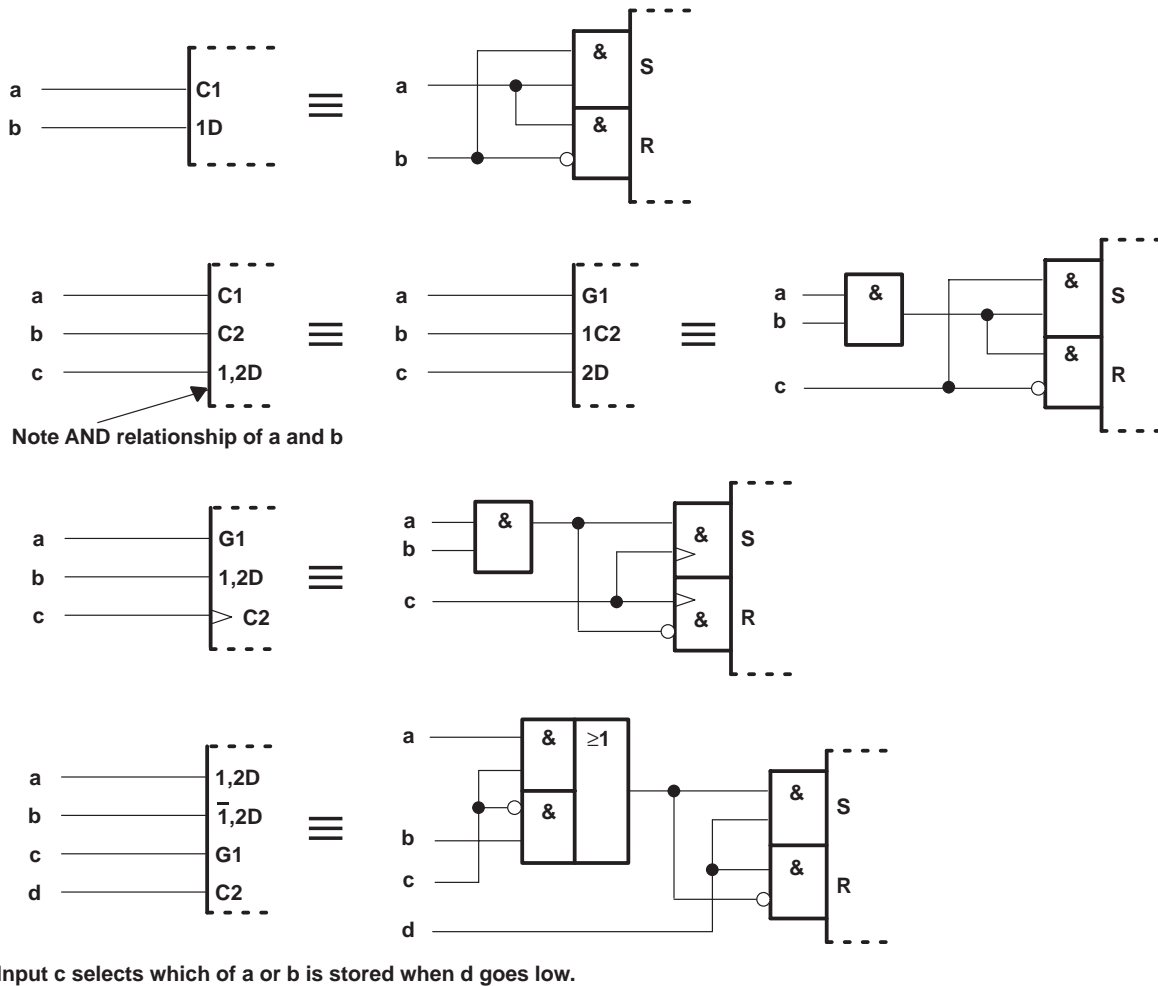 a
C1
b
1D
≡
a
b
&
S
&
R
a
C1
b
C2
c
1,2D
Note AND relationship of a and b
≡
a
G1
b
1C2
c
2D
≡
a
b
&
c
&
S
&
R
a
G1
b
1,2D
c
C2
≡
a
b
&
c
&
S
&
R
a
1,2D
b
1̅,2D
c
G1
d
C2
≡
a
&
≥1
&
b
c
d
&
S
&
R
Input c selects which of a or b is stored when d goes low.